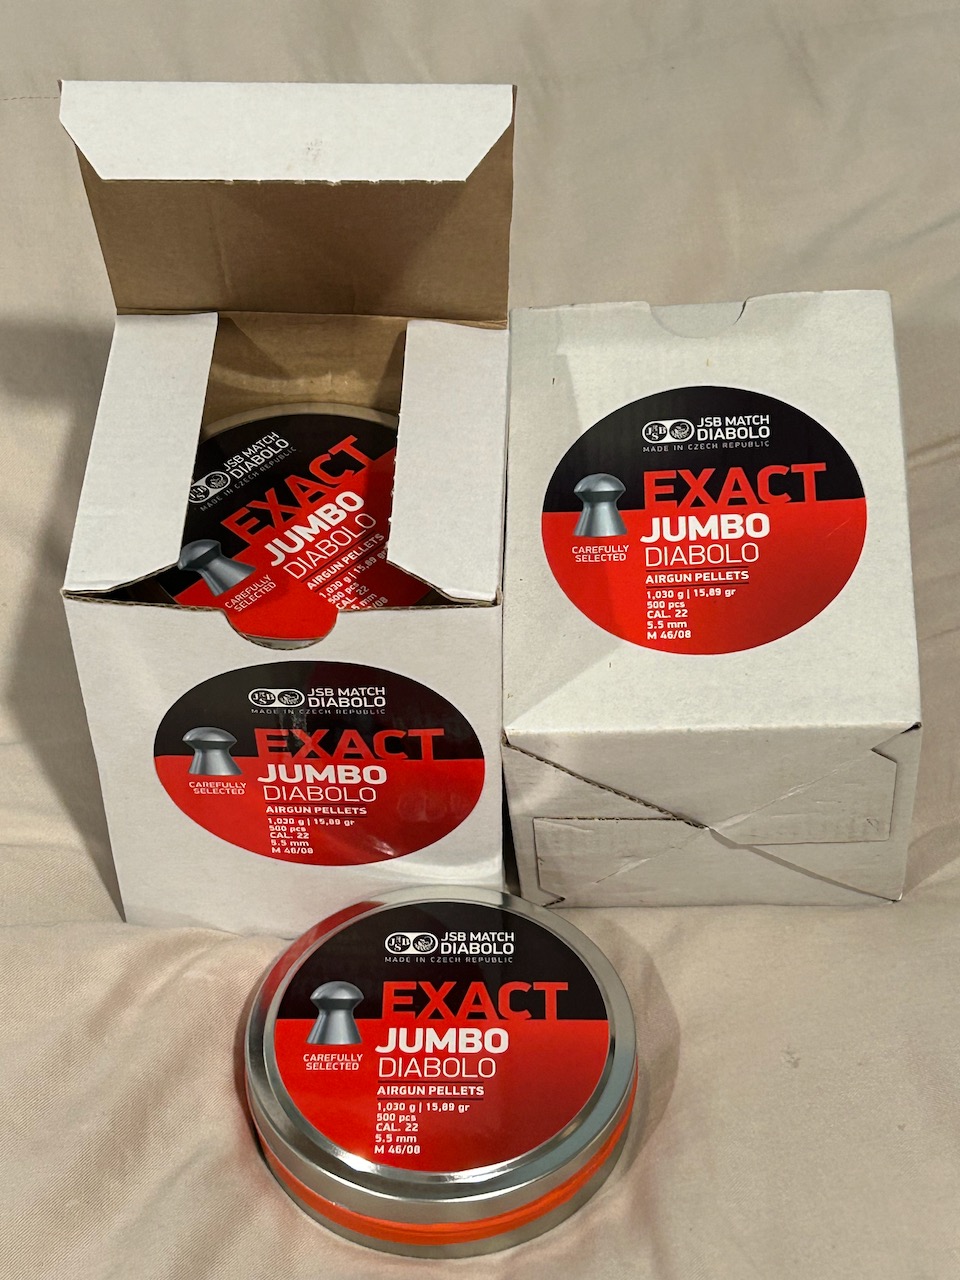 JSB MATCH
DIABOLO
MADE IN CZECH REPUBLIC
EXACT
JUMBO
DIABOLO
CAREFULLY
SELECTED
AIRGUN PELLETS
1,030 g | 15,89 gr
500 pcs
CAL. 22
5.5 mm
M 46/08
JSB MATCH
DIABOLO
MADE IN CZECH REPUBLIC
EXACT
JUMBO
DIABOLO
CAREFULLY
SELECTED
AIRGUN PELLETS
1,030 g | 15,89 gr
500 pcs
CAL. 22
5.5 mm
M 46/08
JSB MATCH
DIABOLO
MADE IN CZECH REPUBLIC
EXACT
JUMBO
DIABOLO
CAREFULLY
SELECTED
AIRGUN PELLETS
1,030 g | 15,89 gr
500 pcs
CAL. 22
5.5 mm
M 46/08
JSB MATCH
DIABOLO
MADE IN CZECH REPUBLIC
EXACT
JUMBO
DIABOLO
CAREFULLY
SELECTED
AIRGUN PELLETS
1,030 g | 15,89 gr
500 pcs
CAL. 22
5.5 mm
M 46/08